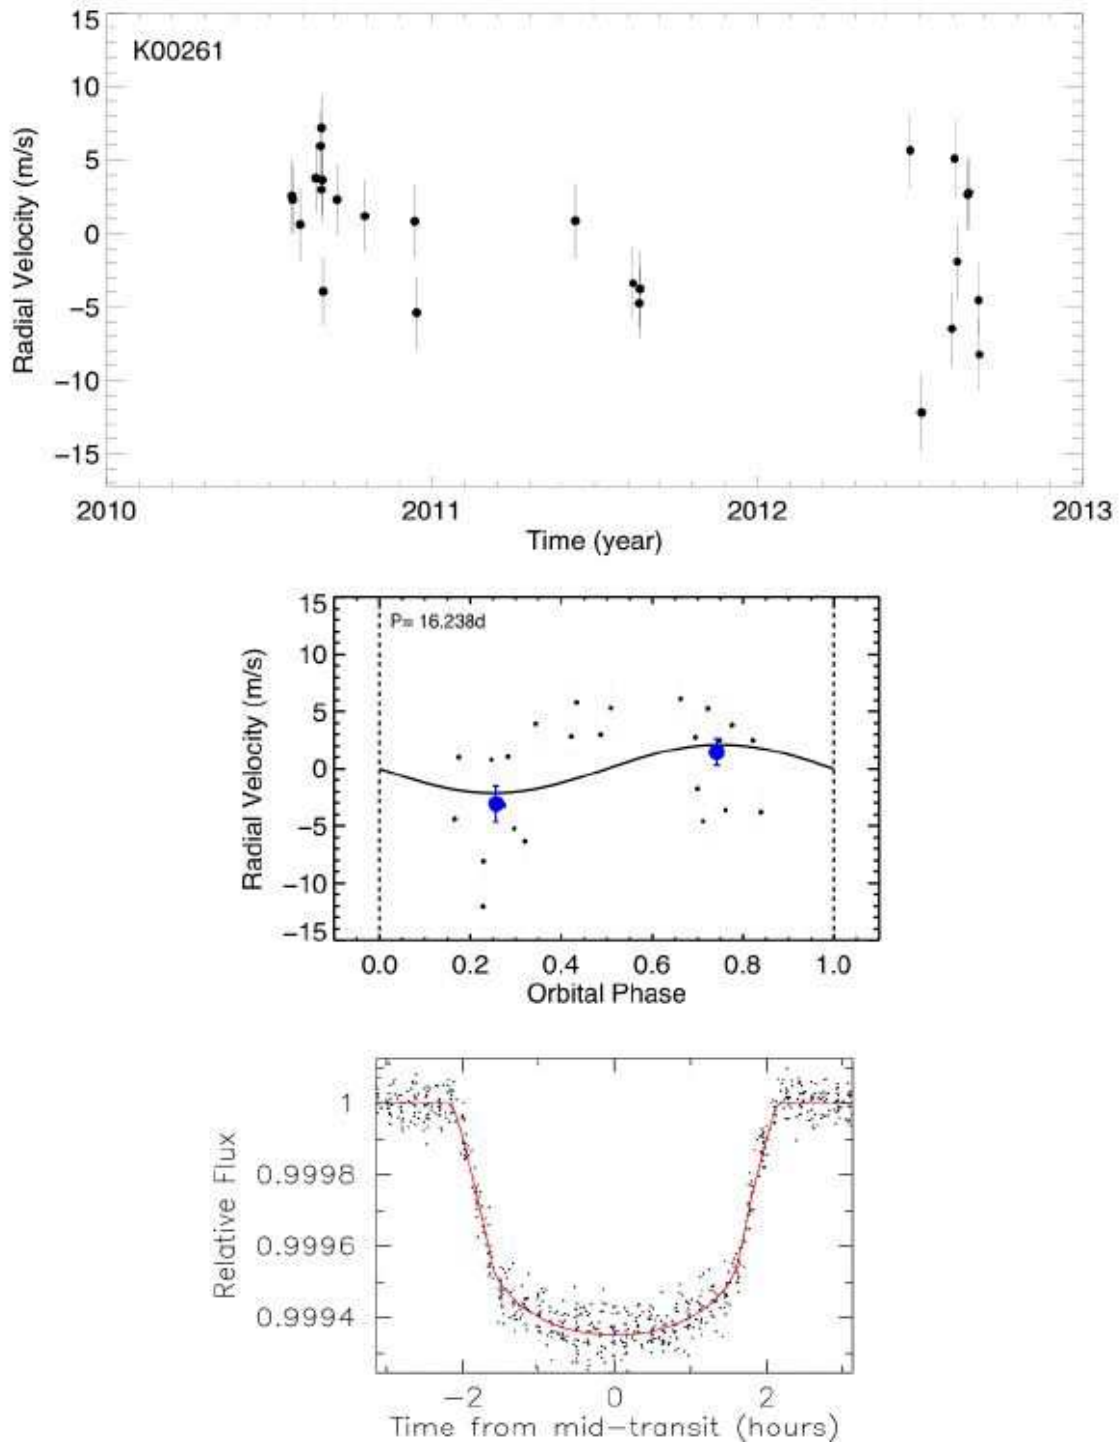 15
K00261
10
5
0
−5
−10
−15
Radial Velocity (m/s)
2010 2011 2012 2013
Time (year)
15
P= 16.238d
10
5
0
−5
−10
−15
Radial Velocity (m/s)
0.0 0.2 0.4 0.6 0.8 1.0
Orbital Phase
1
0.9998
0.9996
0.9994
Relative Flux
−2 0 2
Time from mid−transit (hours)